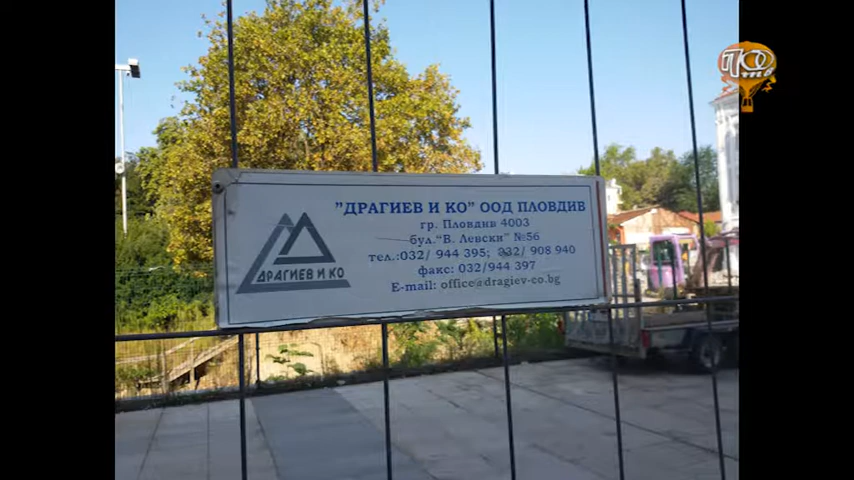 "ДРАГИЕВ И КО" ООД ПЛОВДИВ
гр. Пловдив 4003
бул."В. Левски" №56
тел.:032/ 944 395; 032/ 908 940
факс: 032/ 944 397
E-mail: office@dragiev-co.bg
ДРАГИЕВ И КО